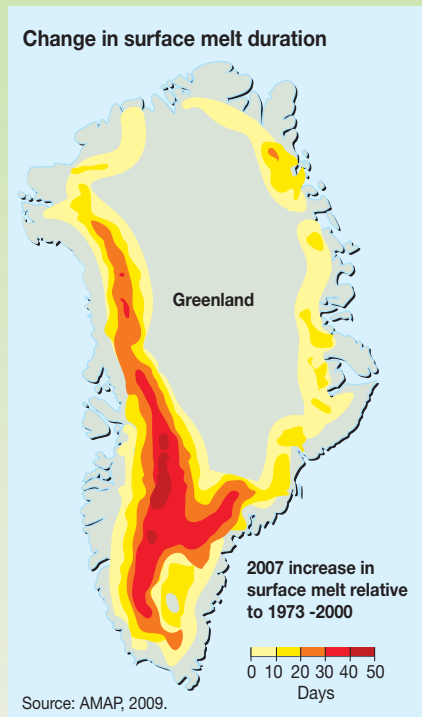 Change in surface melt duration
Greenland
2007 increase in
surface melt relative
to 1973 -2000
0 10 20 30 40 50
Days
Source: AMAP, 2009.